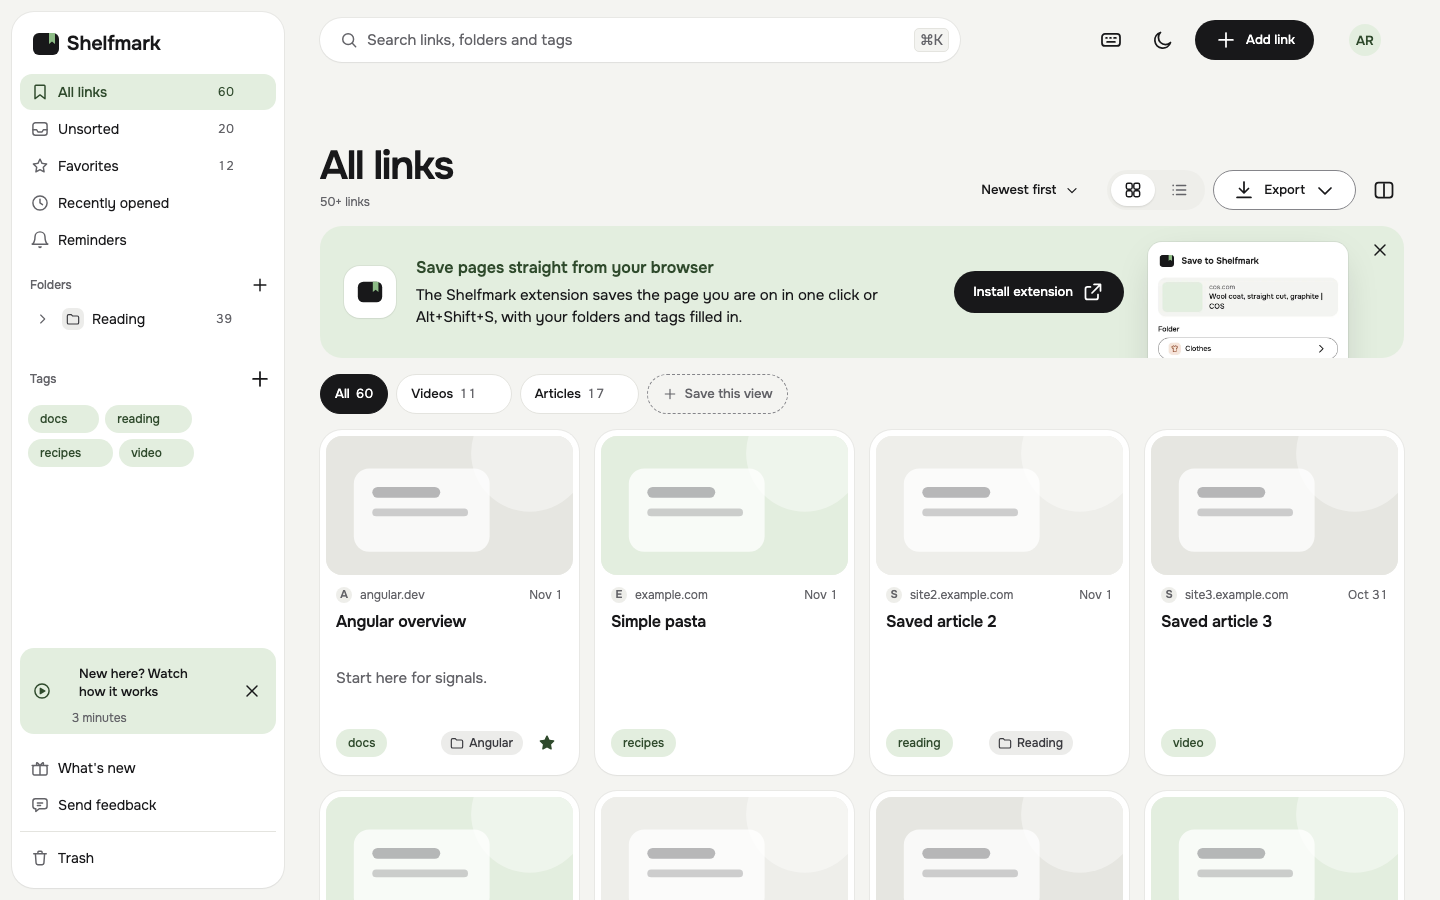 Shelfmark
All links 60
Unsorted 20
Favorites 12
Recently opened
Reminders
Folders
Reading 39
Tags
docs
reading
recipes
video
New here? Watch
how it works
3 minutes
What's new
Send feedback
Trash
Search links, folders and tags
⌘K
Add link
AR
All links
50+ links
Newest first
Export
Save pages straight from your browser
The Shelfmark extension saves the page you are on in one click or
Alt+Shift+S, with your folders and tags filled in.
Install extension
Save to Shelfmark
cos.com
Wool coat, straight cut, graphite |
COS
Folder
Clothes
All 60
Videos 11
Articles 17
Save this view
A angular.dev Nov 1
Angular overview
Start here for signals.
docs
Angular
E example.com Nov 1
Simple pasta
recipes
S site2.example.com Nov 1
Saved article 2
reading
Reading
S site3.example.com Oct 31
Saved article 3
video